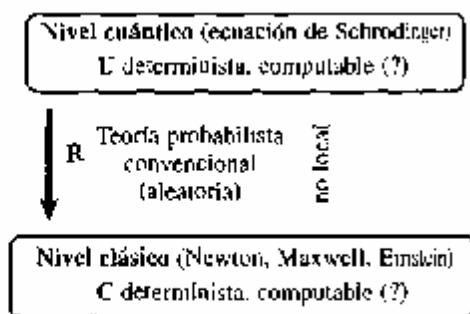 Nivel cuántico (ecuación de Schrodinger)
U determinista, computable (?)
R Teoría probabilista
convencional
(aleatoria)
no local
Nivel clásico (Newton, Maxwell, Einstein)
C determinista, computable (?)